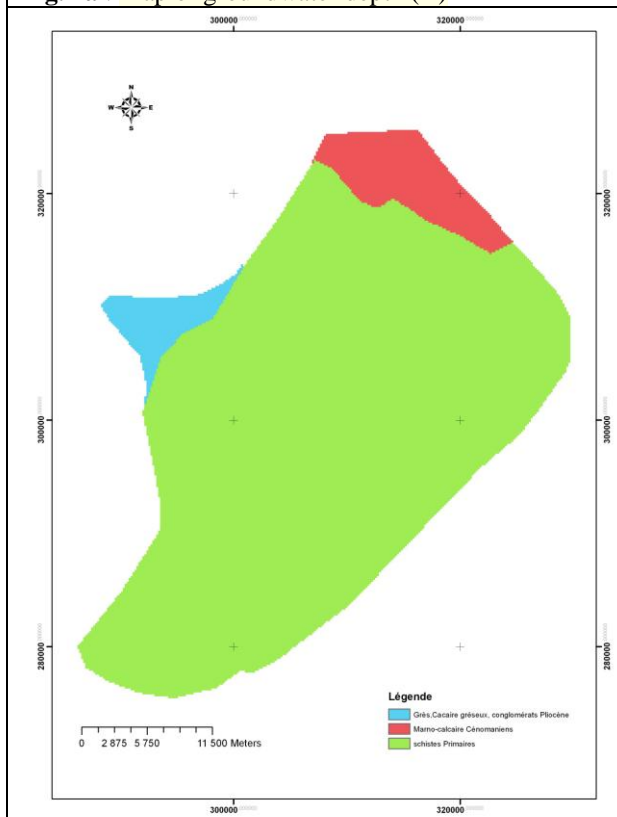 300000 320000
N
W E
S
320000 320000
300000 300000
280000 280000
Légende
Grès,Cacaire gréseux, conglomérats Pliocène
Marno-calcaire Cénomaniens
schistes Primaires
0 2 875 5 750 11 500 Meters
300000 320000